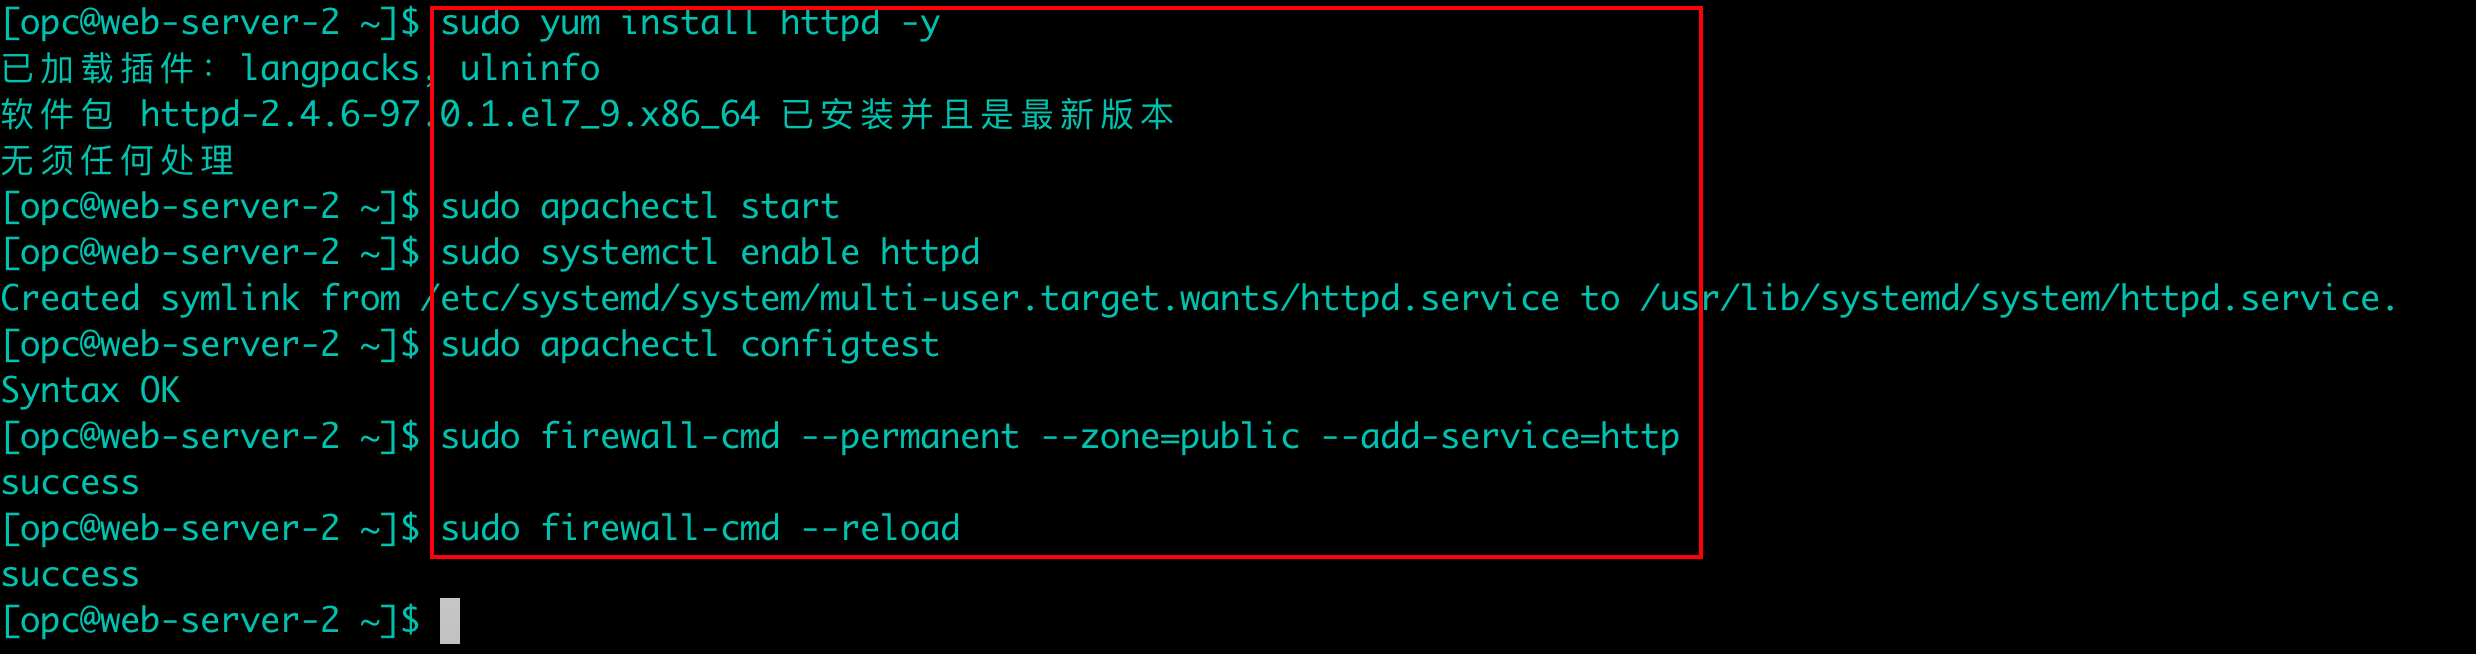 [opc@web-server-2 ~]$ sudo yum install httpd -y
已加载插件：langpacks, ulninfo
软件包 httpd-2.4.6-97.0.1.el7_9.x86_64 已安装并且是最新版本
无须任何处理
[opc@web-server-2 ~]$ sudo apachectl start
[opc@web-server-2 ~]$ sudo systemctl enable httpd
Created symlink from /etc/systemd/system/multi-user.target.wants/httpd.service to /usr/lib/systemd/system/httpd.service.
[opc@web-server-2 ~]$ sudo apachectl configtest
Syntax OK
[opc@web-server-2 ~]$ sudo firewall-cmd --permanent --zone=public --add-service=http
success
[opc@web-server-2 ~]$ sudo firewall-cmd --reload
success
[opc@web-server-2 ~]$